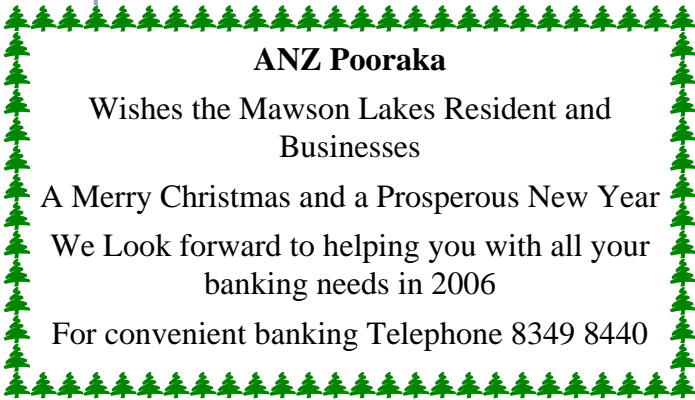 ANZ Pooraka
Wishes the Mawson Lakes Resident and
Businesses
A Merry Christmas and a Prosperous New Year
We Look forward to helping you with all your
banking needs in 2006
For convenient banking Telephone 8349 8440